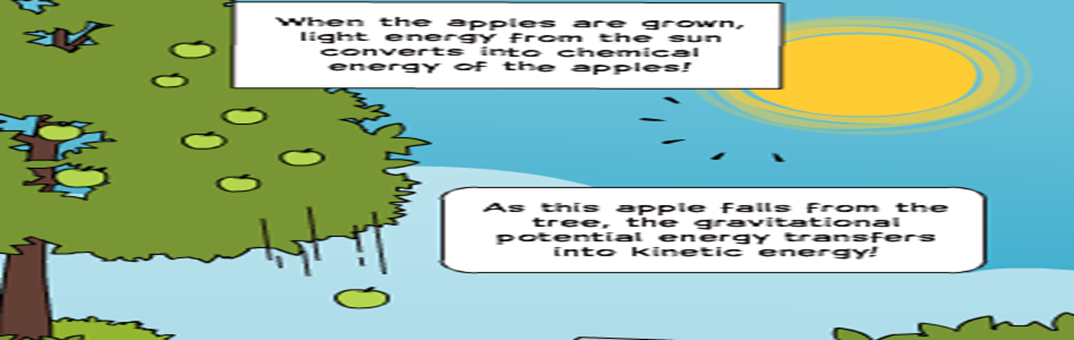 When the apples are grown,
light energy from the sun
converts into chemical
energy of the apples!
As this apple falls from the
tree, the gravitational
potential energy transfers
into kinetic energy!